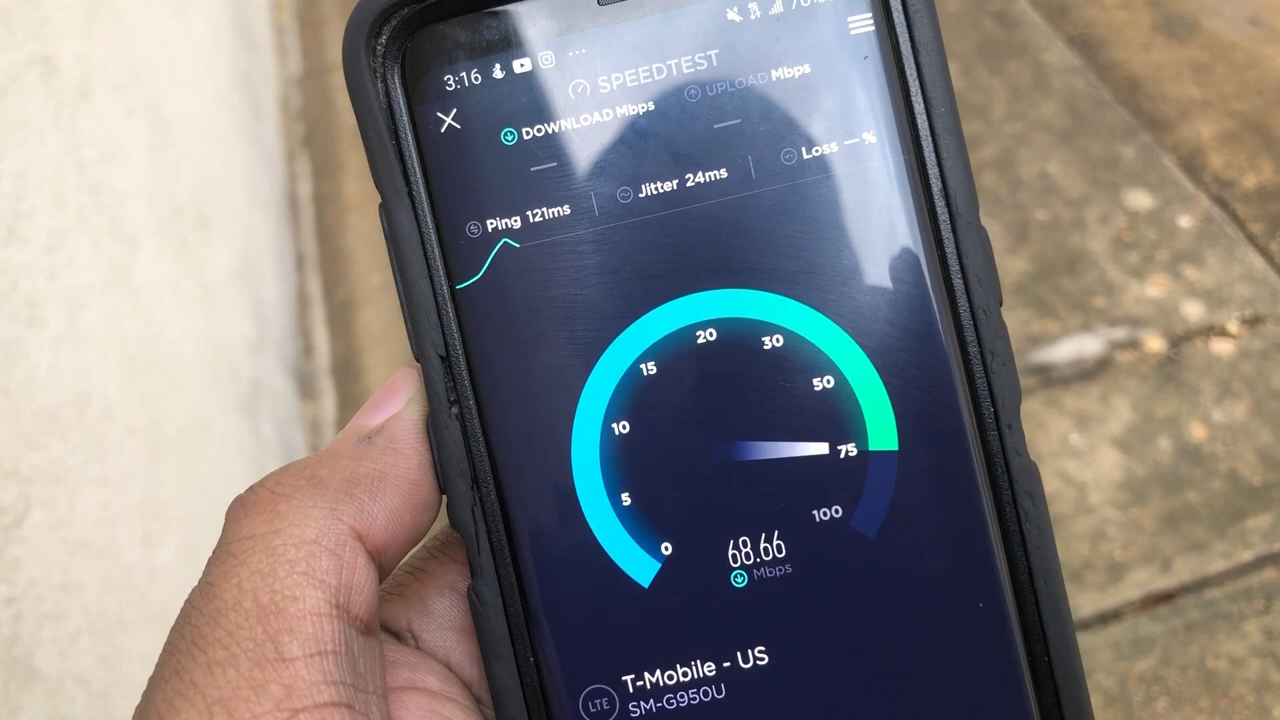 3:16
SPEEDTEST
DOWNLOAD Mbps
UPLOAD Mbps
Ping 121ms
Jitter 24ms
Loss — %
0
5
10
15
20
30
50
75
100
68.66
Mbps
T-Mobile - US
LTE
SM-G950U